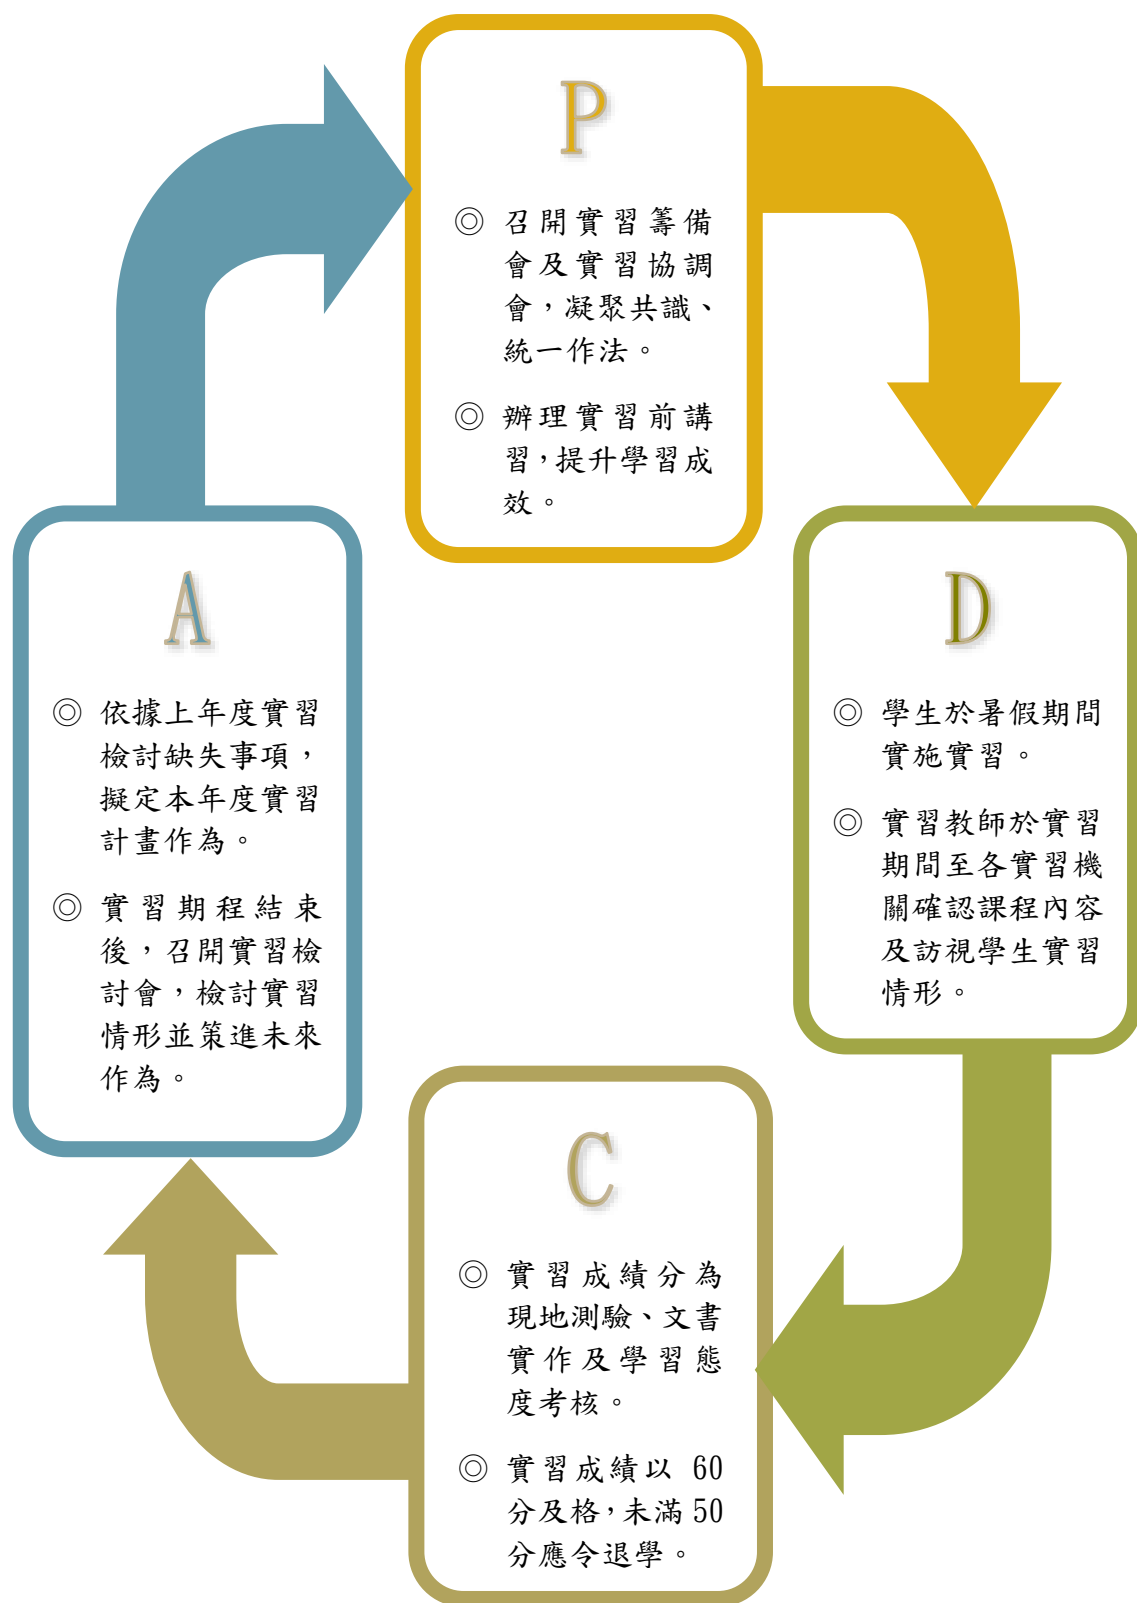 P
◎ 召開實習籌備
會及實習協調
會，凝聚共識、
統一作法。
◎ 辦理實習前講
習，提升學習成
效。
D
◎ 學生於暑假期間
實施實習。
◎ 實習教師於實習
期間至各實習機
關確認課程內容
及訪視學生實習
情形。
C
◎ 實習成績分為
現地測驗、文書
實作及學習態
度考核。
◎ 實習成績以 60
分及格，未滿 50
分應令退學。
A
◎ 依據上年度實習
檢討缺失事項，
擬定本年度實習
計畫作為。
◎ 實習期程結束
後，召開實習檢
討會，檢討實習
情形並策進未來
作為。